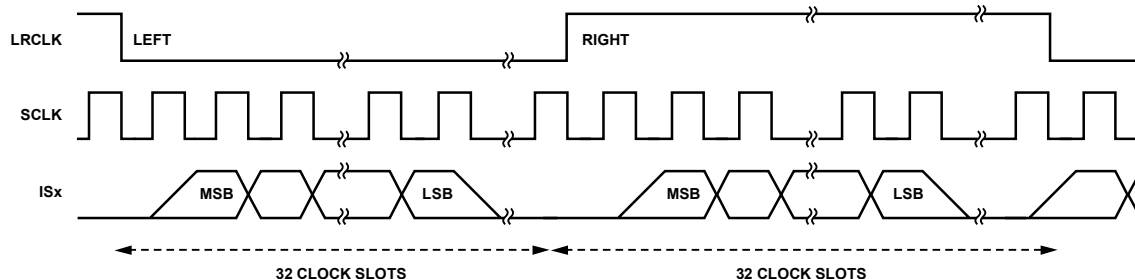 LRCLK LEFT RIGHT
SCLK
ISx MSB LSB MSB LSB
32 CLOCK SLOTS 32 CLOCK SLOTS